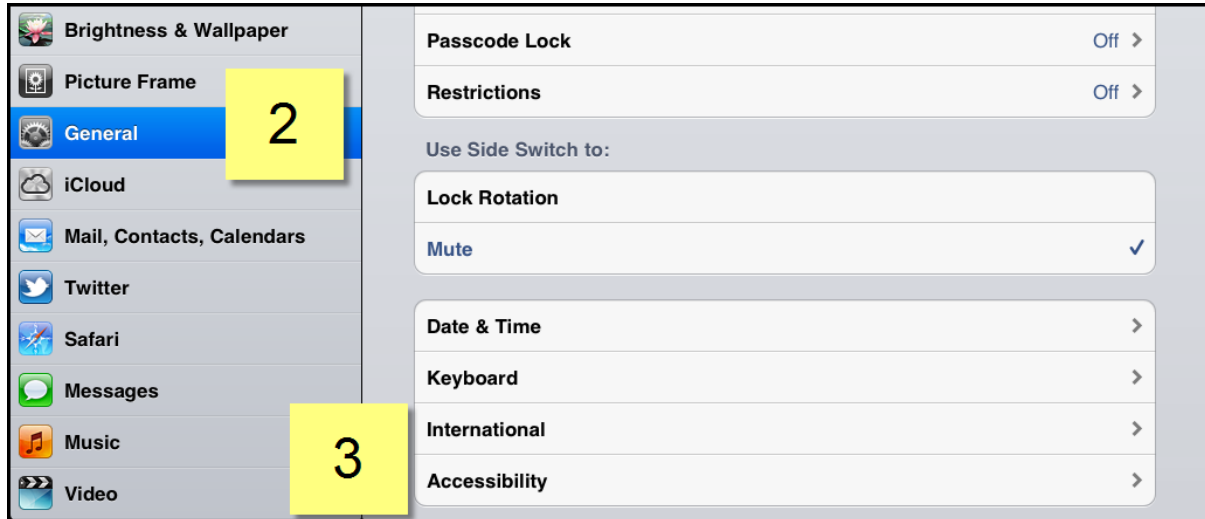 Brightness & Wallpaper
Picture Frame
2
General
iCloud
Mail, Contacts, Calendars
Twitter
Safari
Messages
Music
3
Video
Passcode Lock Off
Restrictions Off
Use Side Switch to:
Lock Rotation
Mute
Date & Time
Keyboard
International
Accessibility